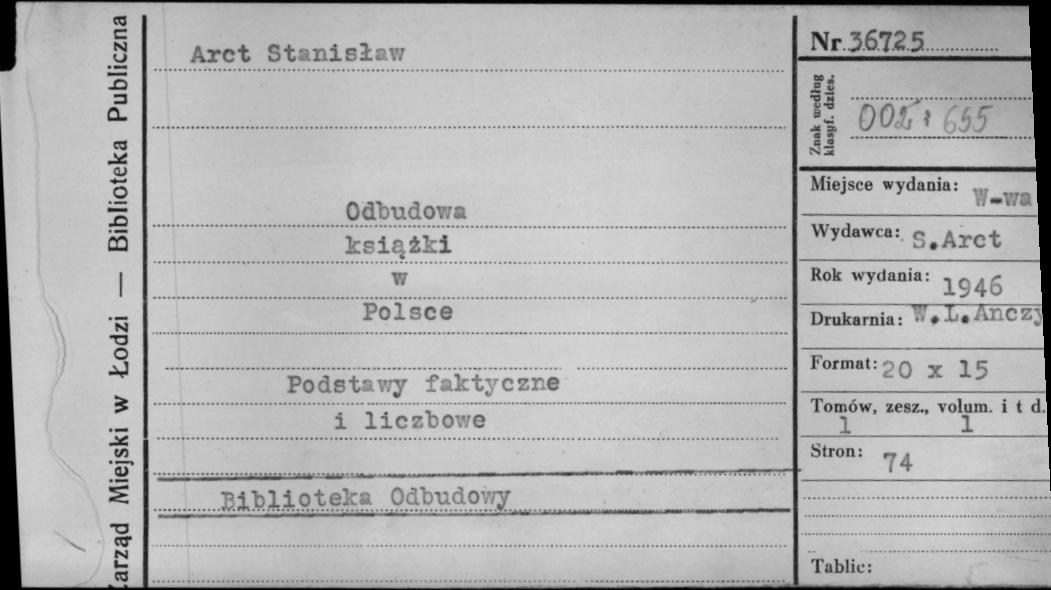 Zarząd Miejski w Łodzi — Biblioteka Publiczna
Arct Stanisław
Odbudowa
książki
w
Polsce
Podstawy faktyczne
i liczbowe
Biblioteka Odbudowy
Nr 36725
Znak według
klasyf. dzies.
002:655
Miejsce wydania: W-wa
Wydawca: S.Arct
Rok wydania: 1946
Drukarnia: W.L.Anczy
Format: 20 x 15
Tomów, zesz., volum. i t d.
1 1
Stron: 74
Tablic: